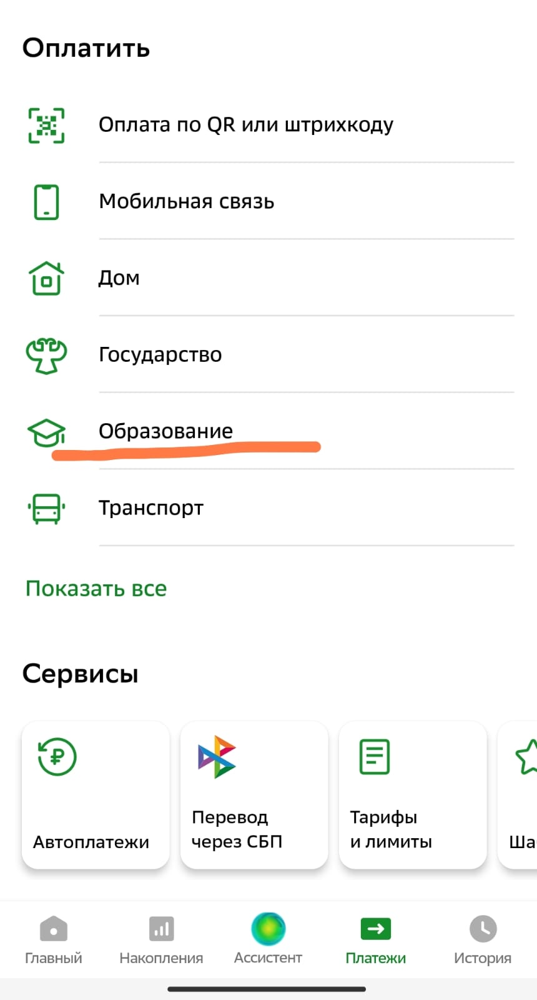 Оплатить
Оплата по QR или штрихкоду
Мобильная связь
Дом
Государство
Образование
Транспорт
Показать все
Сервисы
Автоплатежи
Перевод
через СБП
Тарифы
и лимиты
Ша
Главный
Накопления
Ассистент
Платежи
История